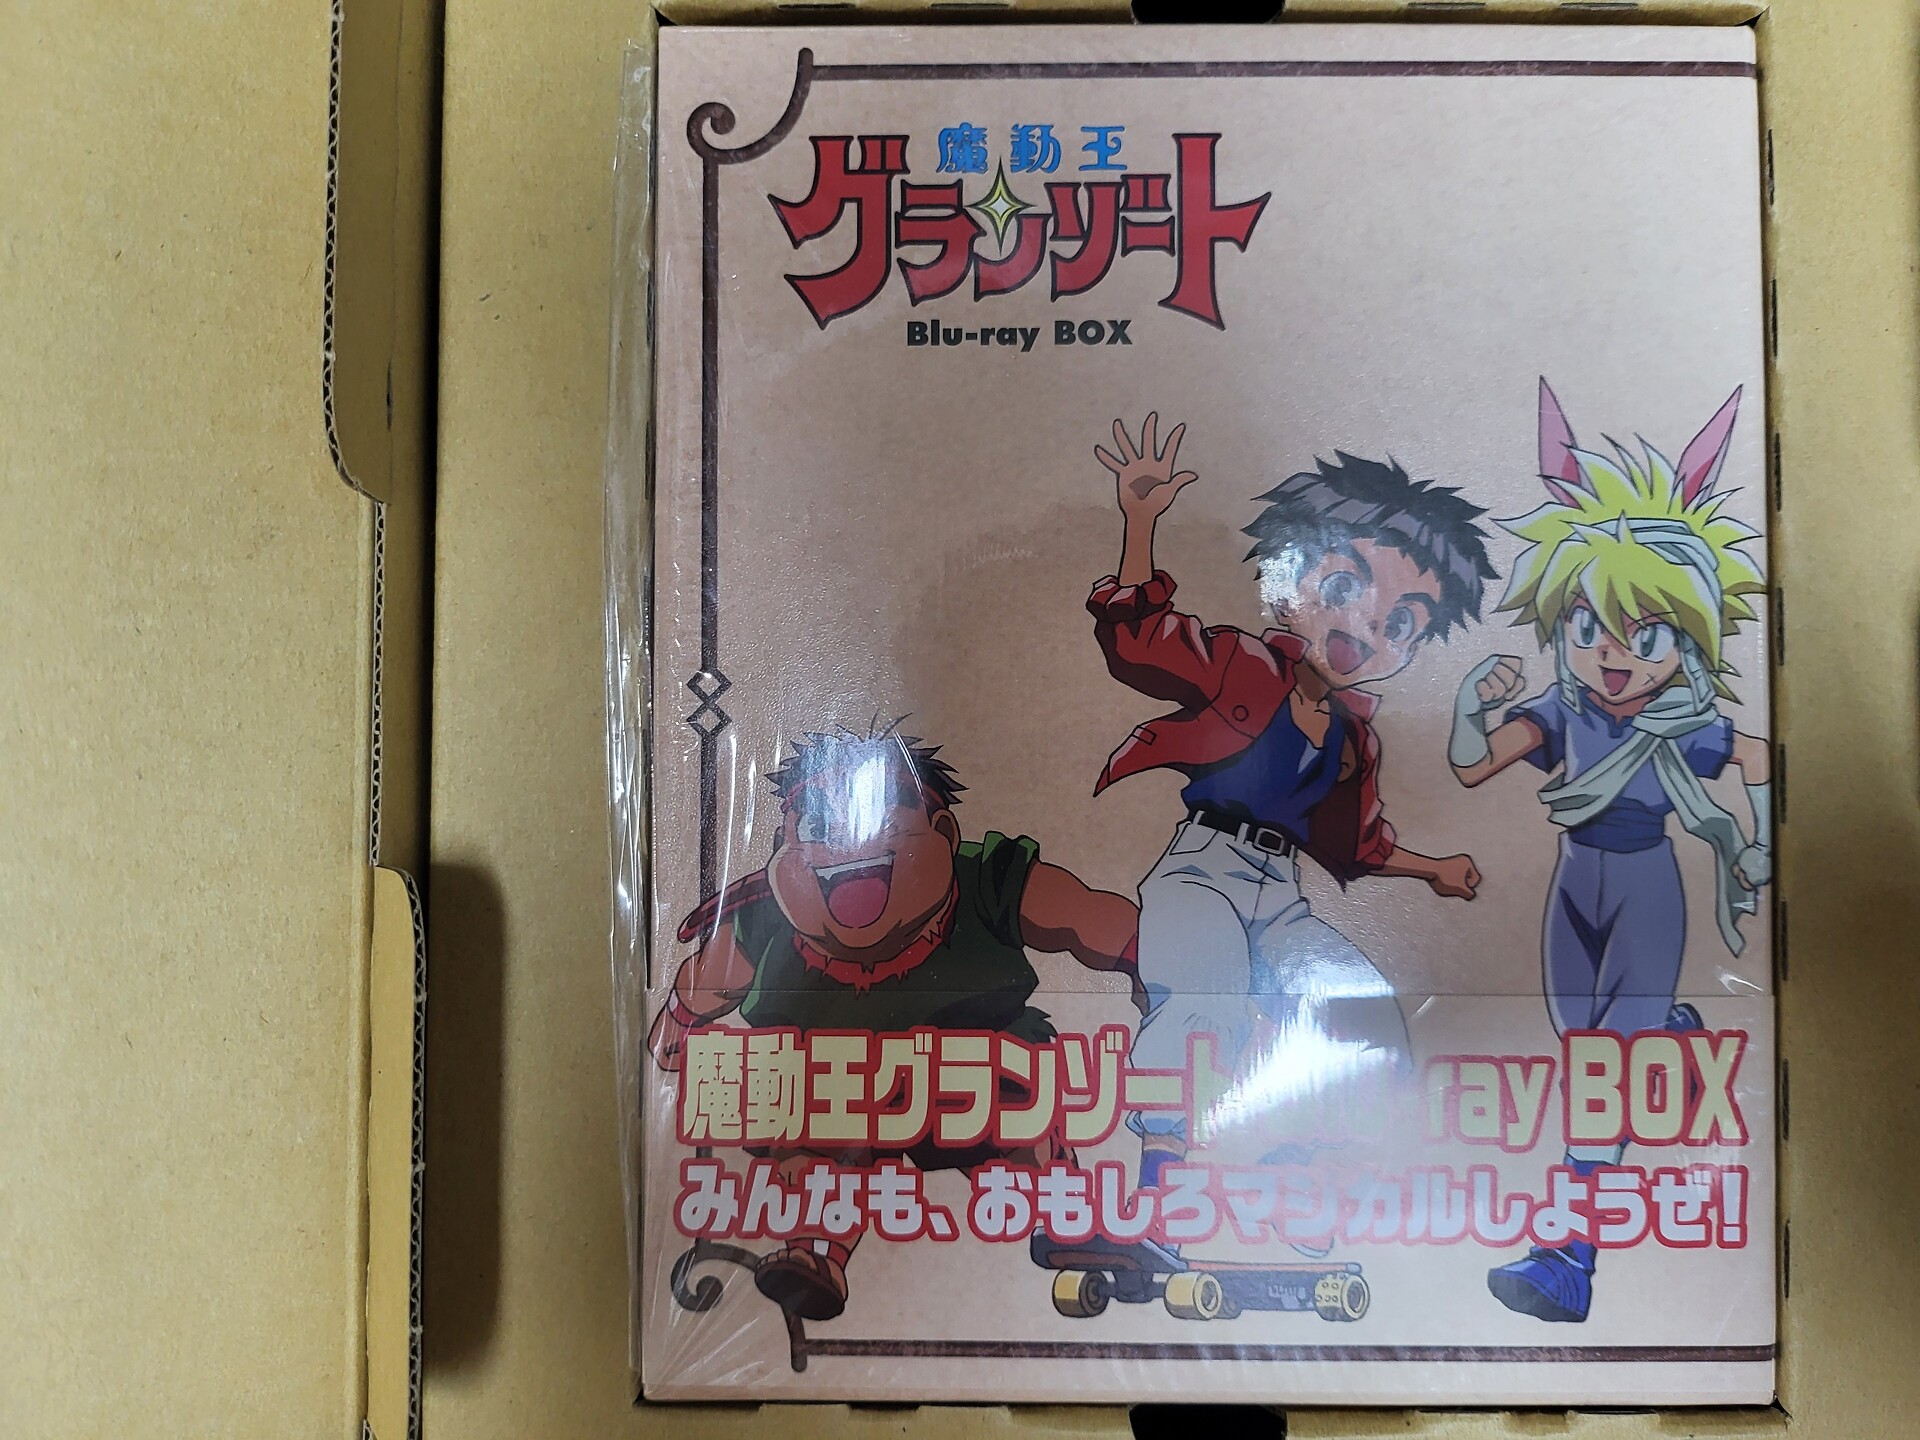 魔動王
グランゾート
Blu-ray BOX
魔動王グランゾート ray BOX
みんなも、おもしろマジカルしようぜ!